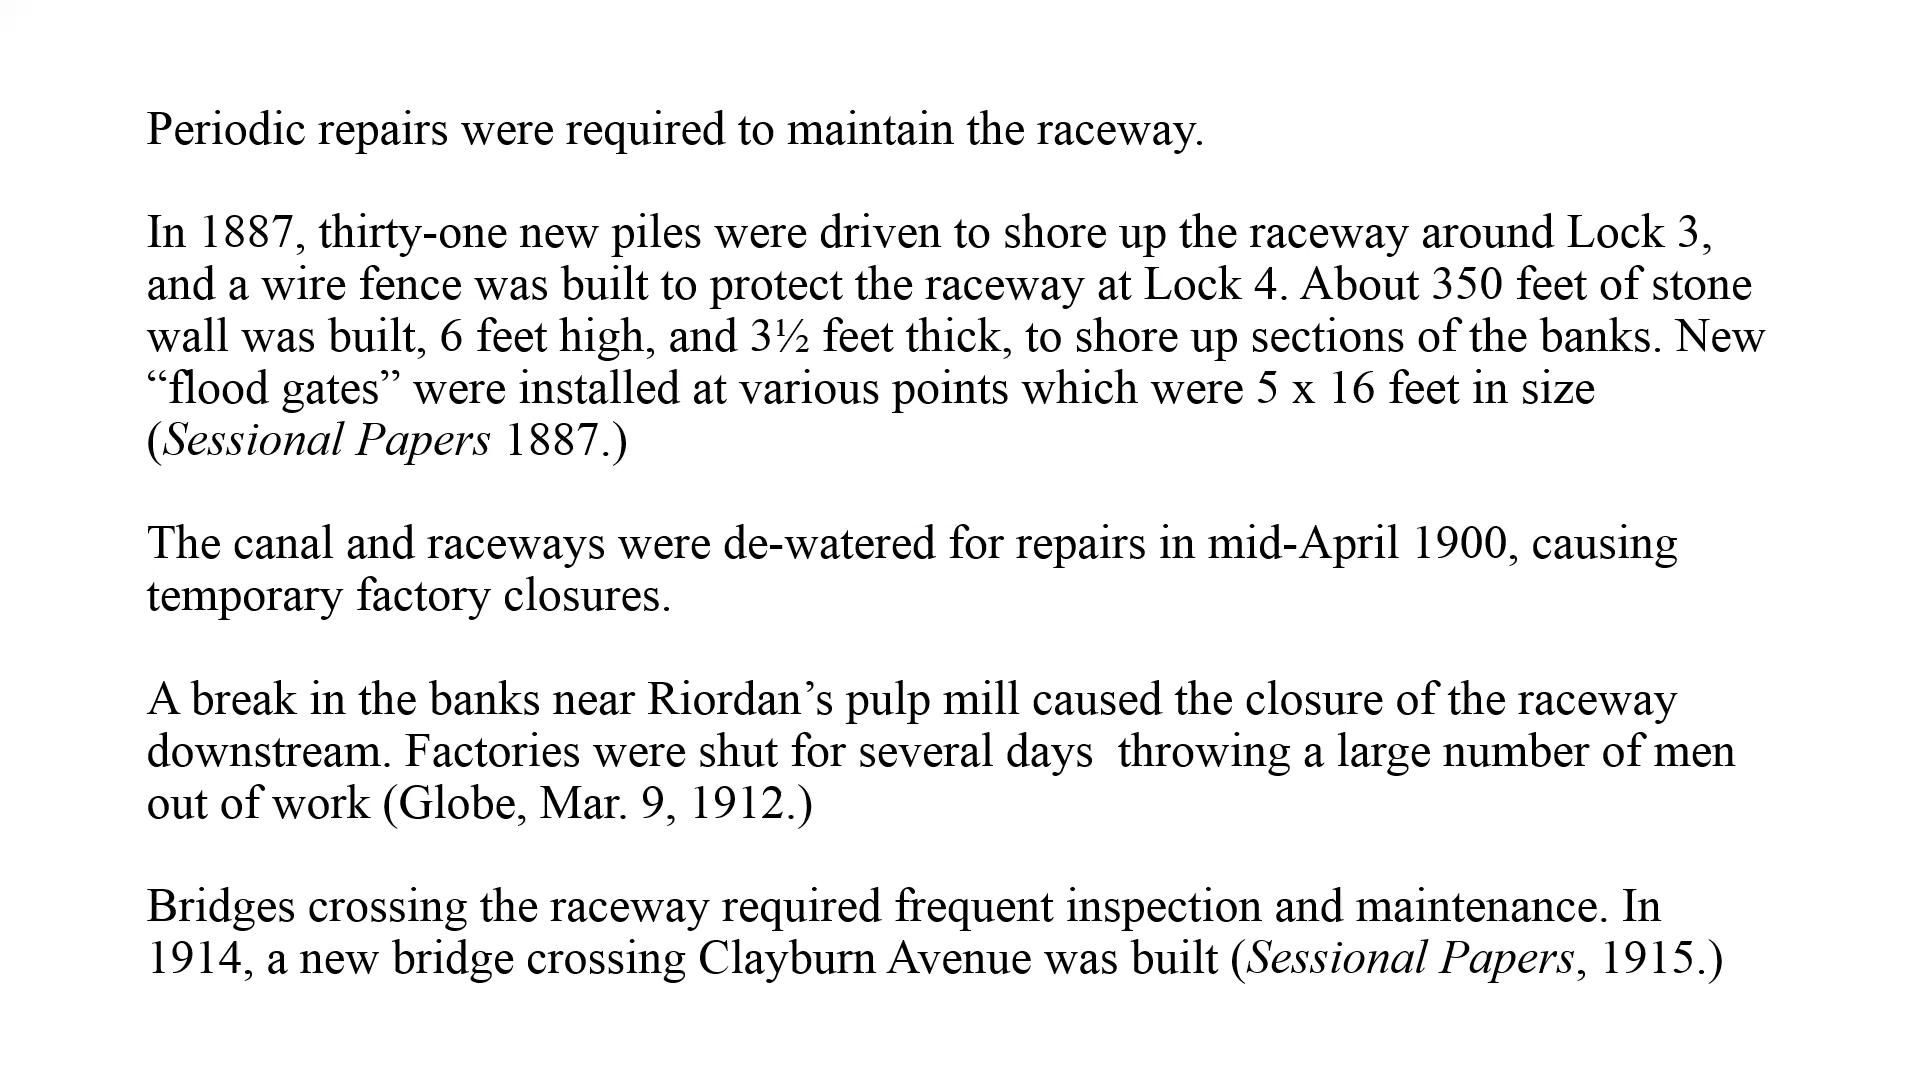 Periodic repairs were required to maintain the raceway.
In 1887, thirty-one new piles were driven to shore up the raceway around Lock 3,
and a wire fence was built to protect the raceway at Lock 4. About 350 feet of stone
wall was built, 6 feet high, and 3½ feet thick, to shore up sections of the banks. New
“flood gates” were installed at various points which were 5 x 16 feet in size
(Sessional Papers 1887.)
The canal and raceways were de-watered for repairs in mid-April 1900, causing
temporary factory closures.
A break in the banks near Riordan’s pulp mill caused the closure of the raceway
downstream. Factories were shut for several days  throwing a large number of men
out of work (Globe, Mar. 9, 1912.)
Bridges crossing the raceway required frequent inspection and maintenance. In
1914, a new bridge crossing Clayburn Avenue was built (Sessional Papers, 1915.)